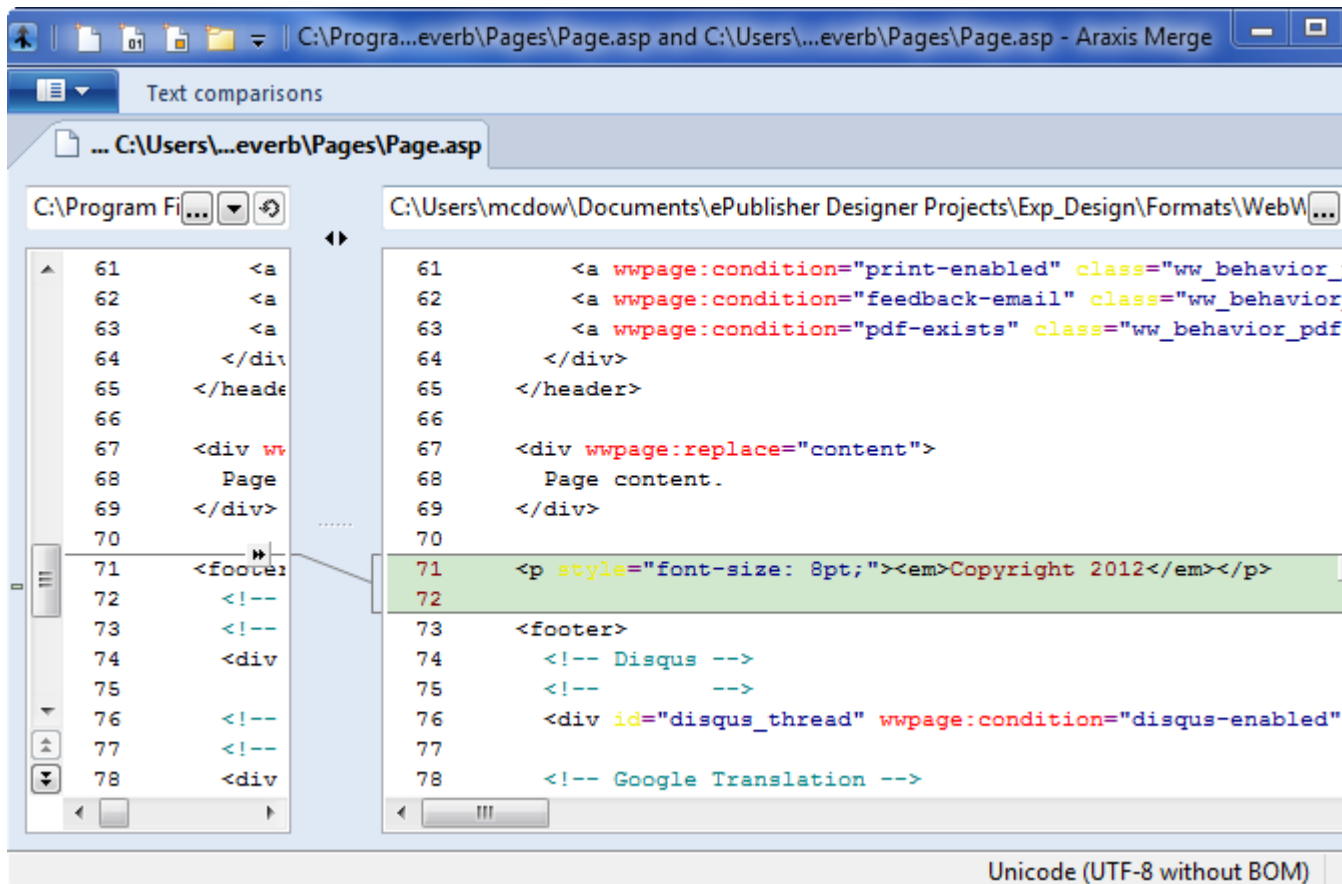 C:\Progra...everb\Pages\Page.asp and C:\Users\...everb\Pages\Page.asp - Araxis Merge
Text comparisons
... C:\Users\...everb\Pages\Page.asp
C:\Program Fi...
61 <a
62 <a
63 <a
64 </div
65 </heade
66
67 <div ww
68 Page
69 </div>
70
71 <footer
72 <!--
73 <!--
74 <div
75
76 <!--
77 <!--
78 <div
C:\Users\mcdow\Documents\ePublisher Designer Projects\Exp_Design\Formats\WebW...
61 <a wwpage:condition="print-enabled" class="ww_behavior_
62 <a wwpage:condition="feedback-email" class="ww_behavior
63 <a wwpage:condition="pdf-exists" class="ww_behavior_pdf
64 </div>
65 </header>
66
67 <div wwpage:replace="content">
68 Page content.
69 </div>
70
71 <p style="font-size: 8pt;"><em>Copyright 2012</em></p>
72
73 <footer>
74 <!-- Disqus -->
75 <!-- -->
76 <div id="disqus_thread" wwpage:condition="disqus-enabled"
77
78 <!-- Google Translation -->
Unicode (UTF-8 without BOM)